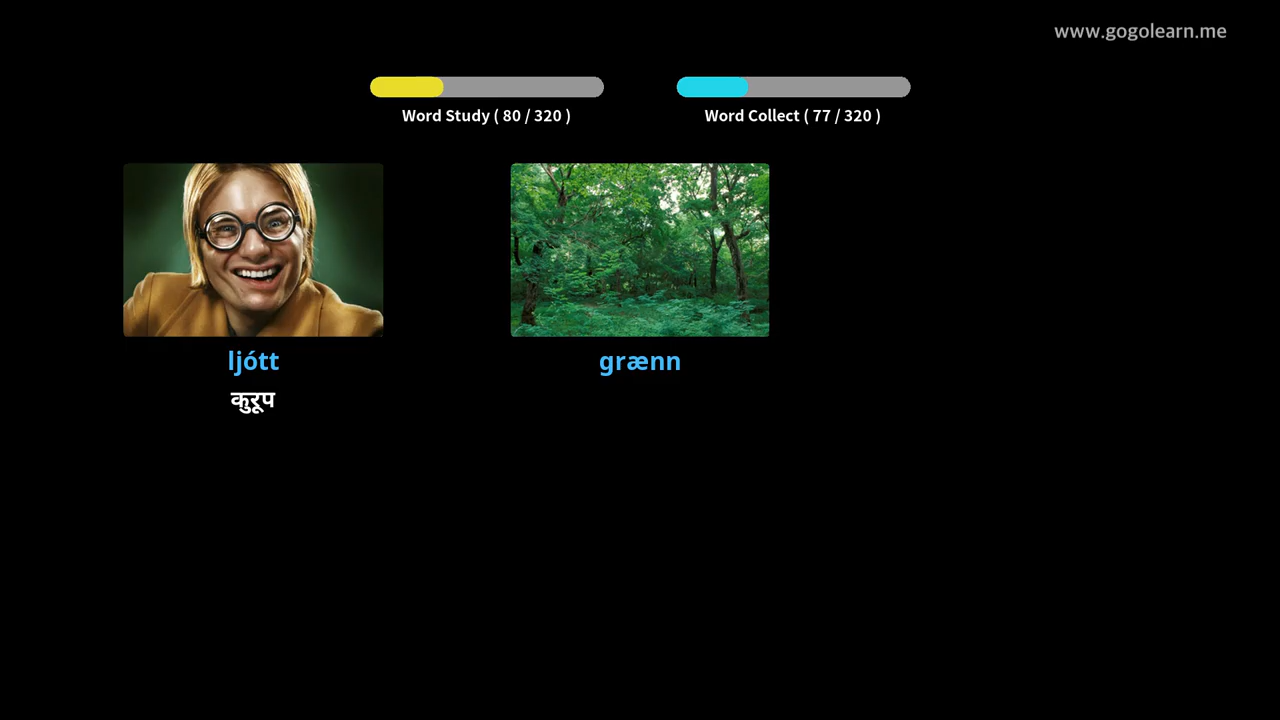 www.gogolearn.me
Word Study ( 80 / 320 )
Word Collect ( 77 / 320 )
ljótt
grænn
कुरूप